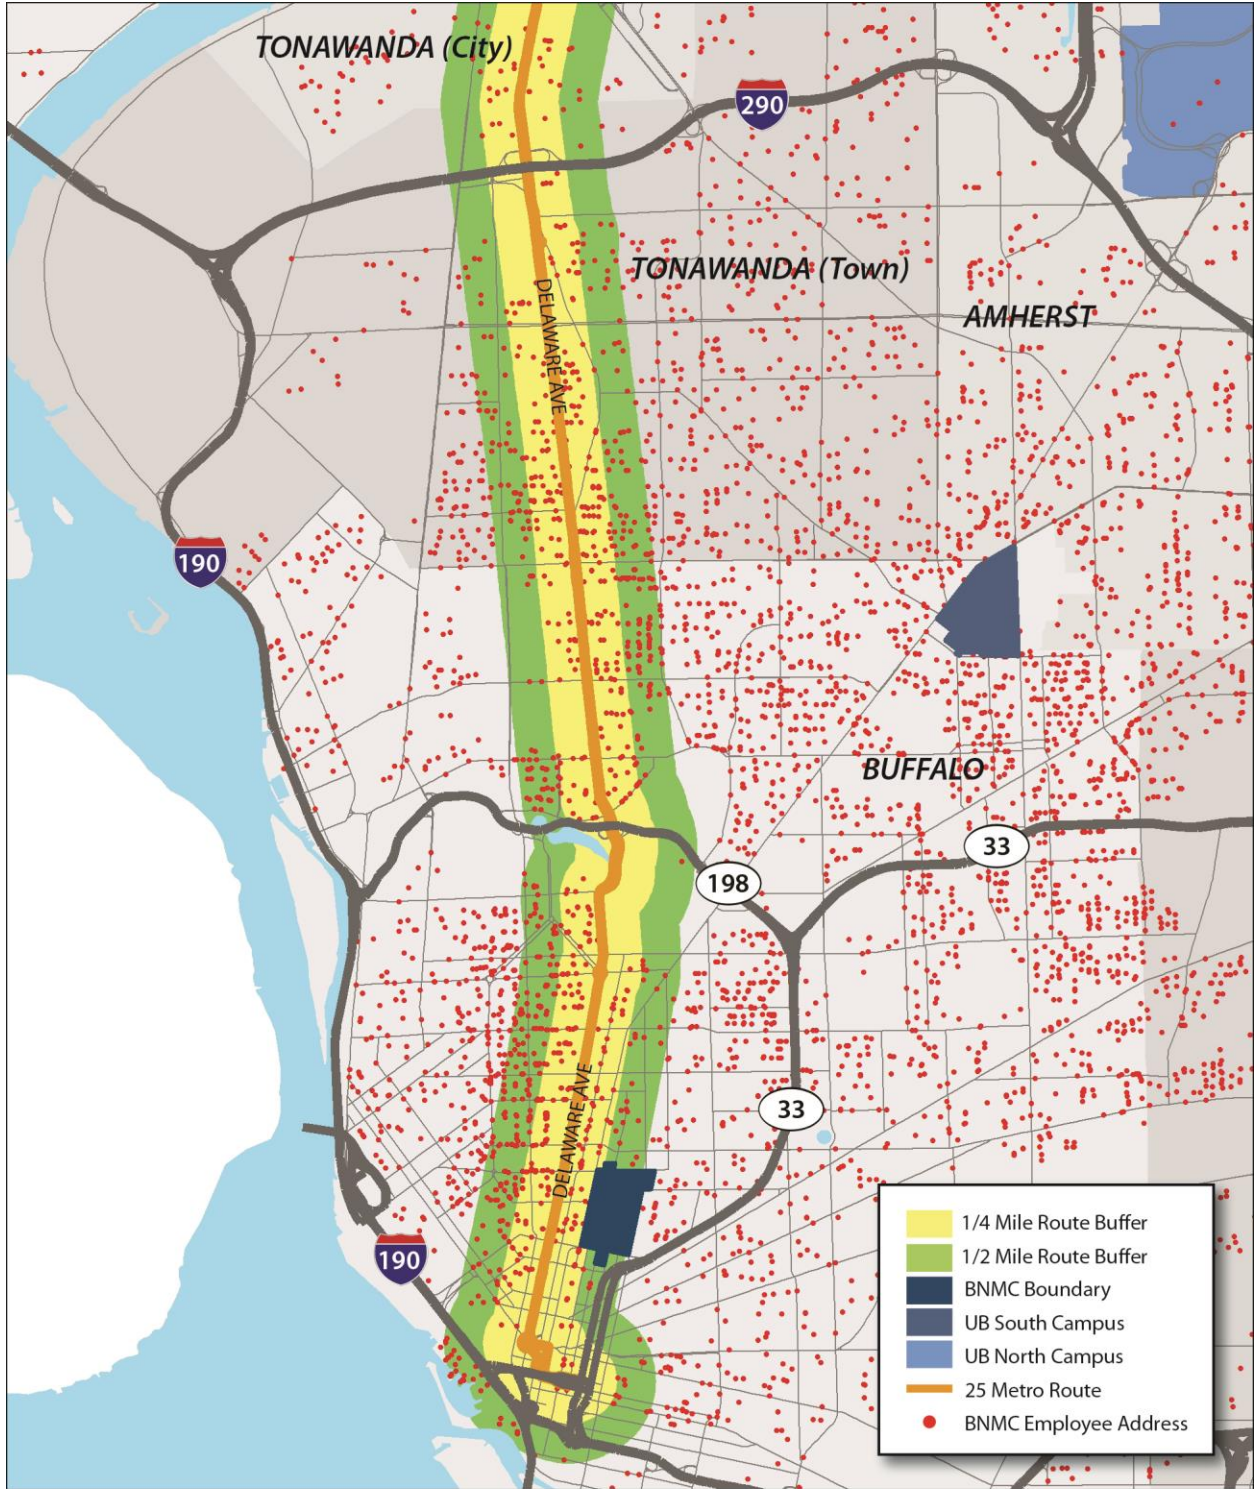 TONAWANDA (City)
290
TONAWANDA (Town)
DELAWARE AVE
AMHERST
190
BUFFALO
33
198
DELAWARE AVE
33
190
1/4 Mile Route Buffer
1/2 Mile Route Buffer
BNMC Boundary
UB South Campus
UB North Campus
25 Metro Route
BNMC Employee Address